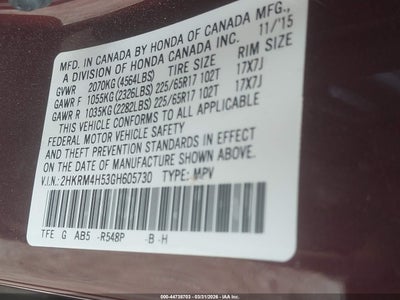 MFD. IN CANADA BY HONDA OF CANADA MFG.,
A DIVISION OF HONDA CANADA INC. 11/'15
GVWR 2070KG (4564LBS) TIRE SIZE RIM SIZE
GAWR F 1055KG (2326LBS) 225/65R17 102T 17X7J
GAWR R 1035KG (2282LBS) 225/65R17 102T 17X7J
THIS VEHICLE CONFORMS TO ALL APPLICABLE
FEDERAL MOTOR VEHICLE SAFETY
AND THEFT PREVENTION STANDARDS IN EFFECT
ON THE DATE OF MANUFACTURE SHOWN ABOVE.
V.I.N.:2HKRM4H53GH605730 TYPE: MPV
TFE G AB5 -R548P -B -H
000-44738703 - 03/31/2026 - IAA Inc.